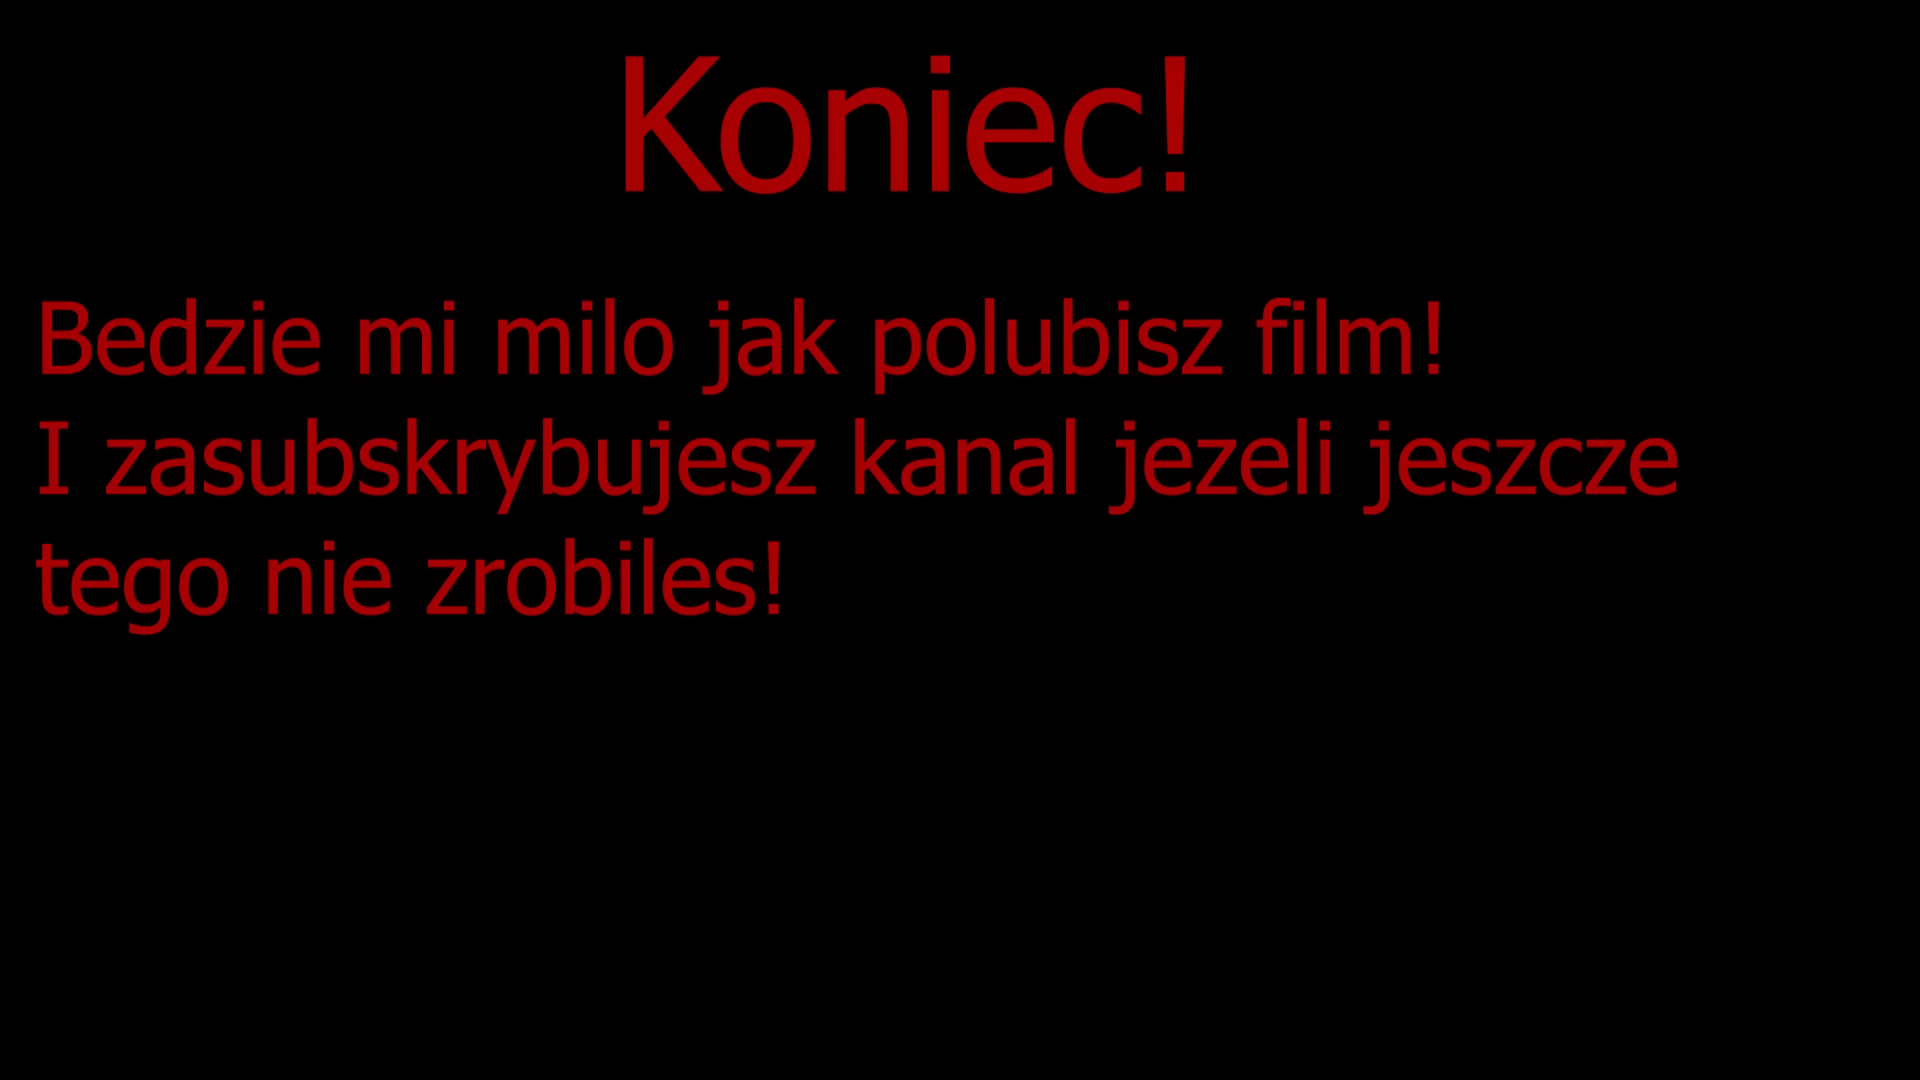 Koniec!
Bedzie mi milo jak polubisz film!
I zasubskrybujesz kanal jezeli jeszcze
tego nie zrobiles!